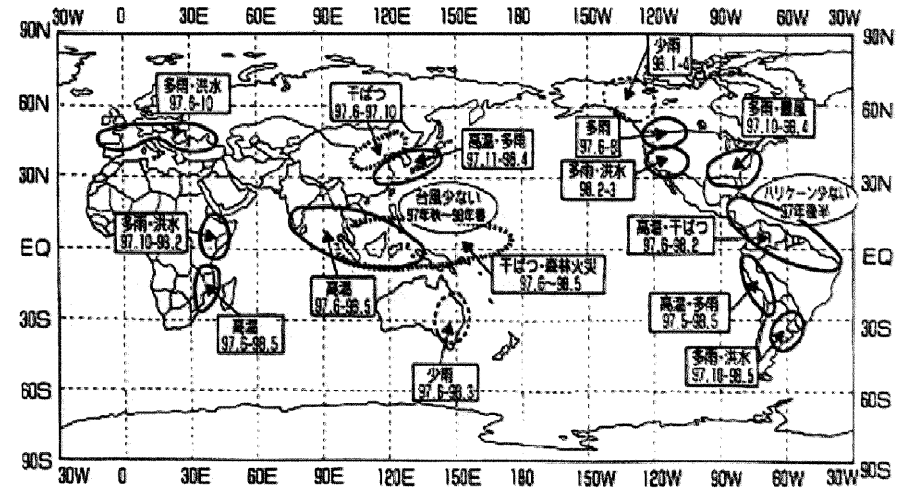 30W 0 30E 60E 90E 120E 150E 180 150W 120W 90W 60W 30W
90N 90N
少雨
98.1-4
多雨・洪水
97.6-10
干ばつ
97.6-97.10
60N 60N
多雨・
97.10-98.4
多雨
97.6-8
高温・多雨
97.11-98.4
多雨・洪水
98.2-3
30N 30N
台風少ない
97年秋～98年春
ハリケーン少ない
97年後半
多雨・洪水
97.10-98.2
高温・干ばつ
97.6-98.2
EQ EQ
干ばつ・森林火災
97.6～98.5
高温
97.6-98.5
高温・多雨
97.5-98.5
高温
97.6-98.5
30S 30S
多雨・洪水
97.10-98.5
少雨
97.6-98.3
60S 60S
90S 90S
30W 0 30E 60E 90E 120E 150E 180 150W 120W 90W 60W 30W